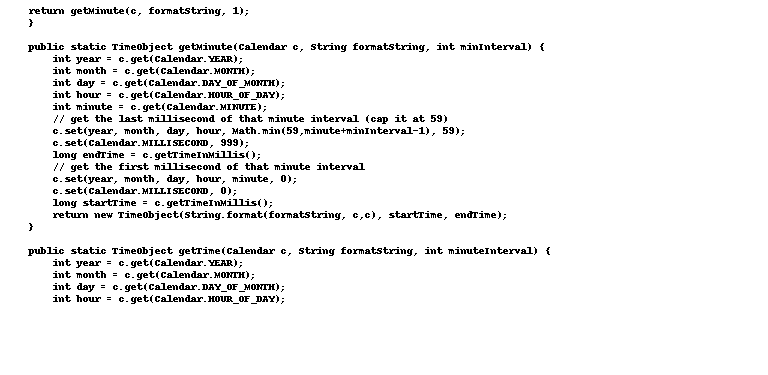 return getMinute(c, formatString, 1);
}
public static TimeObject getMinute(Calendar c, String formatString, int minInterval) {
int year = c.get(Calendar.YEAR);
int month = c.get(Calendar.MONTH);
int day = c.get(Calendar.DAY_OF_MONTH);
int hour = c.get(Calendar.HOUR_OF_DAY);
int minute = c.get(Calendar.MINUTE);
// get the last millisecond of that minute interval (cap it at 59)
c.set(year, month, day, hour, Math.min(59,minute+minInterval-1), 59);
c.set(Calendar.MILLISECOND, 999);
long endTime = c.getTimeInMillis();
// get the first millisecond of that minute interval
c.set(year, month, day, hour, minute, 0);
c.set(Calendar.MILLISECOND, 0);
long startTime = c.getTimeInMillis();
return new TimeObject(String.format(formatString, c,c), startTime, endTime);
}
public static TimeObject getTime(Calendar c, String formatString, int minuteInterval) {
int year = c.get(Calendar.YEAR);
int month = c.get(Calendar.MONTH);
int day = c.get(Calendar.DAY_OF_MONTH);
int hour = c.get(Calendar.HOUR_OF_DAY);